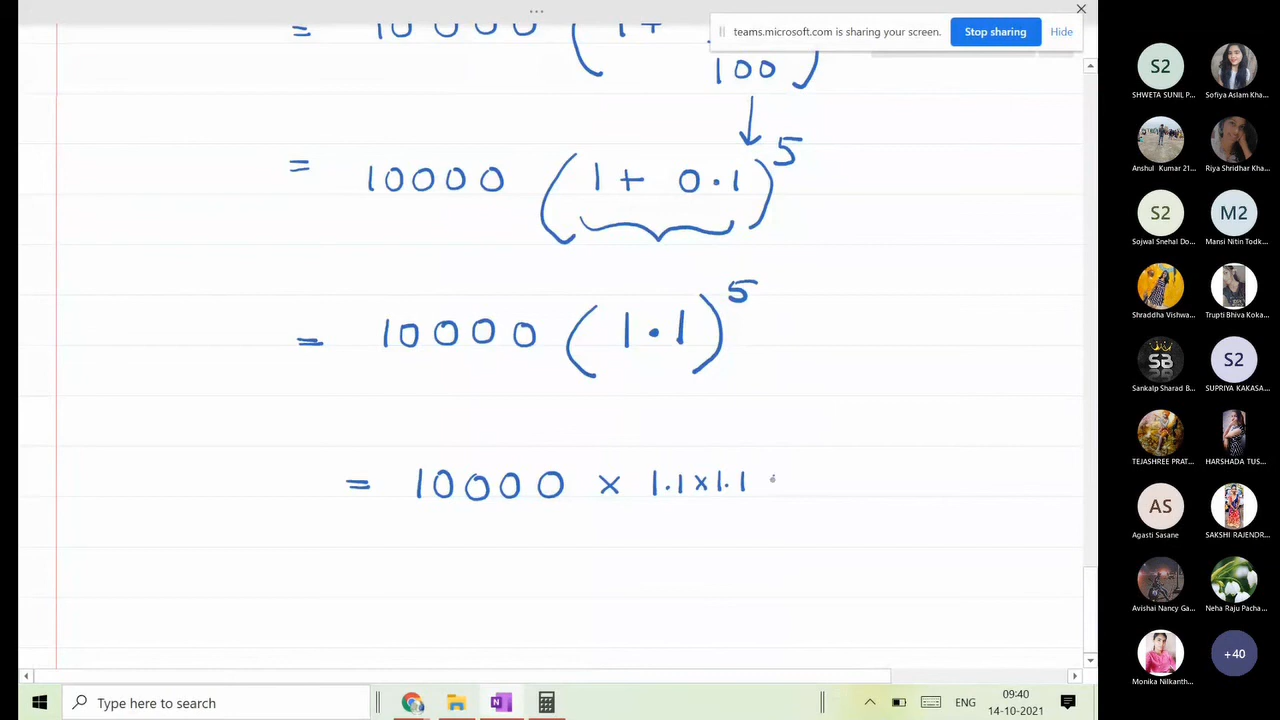 teams.microsoft.com is sharing your screen. Stop sharing Hide
= 10000 ( 1 +
100 )
= 10000 ( 1 + 0.1 )^5
= 10000 ( 1.1 )^5
= 10000 × 1.1×1.1
S2
SHWETA SUNIL P...
Sofiya Aslam Kha...
Anshul Kumar 21...
Riya Shridhar Kha...
S2
Sojwal Snehal Do...
M2
Mansi Nitin Todk...
Shraddha Vishwa...
Trupti Bhiva Koka...
SB
Sankalp Sharad B...
S2
SUPRIYA KAKASA...
TEJASHREE PRAT...
HARSHADA TUS...
AS
Agasti Sasane
SAKSHI RAJENDR...
Avishai Nancy Ga...
Neha Raju Pacha...
Monika Nilkanth...
+40
Type here to search
ENG
09:40
14-10-2021